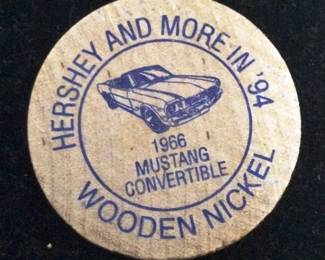 HERSHEY AND MORE IN '94
1966
MUSTANG
CONVERTIBLE
WOODEN NICKEL